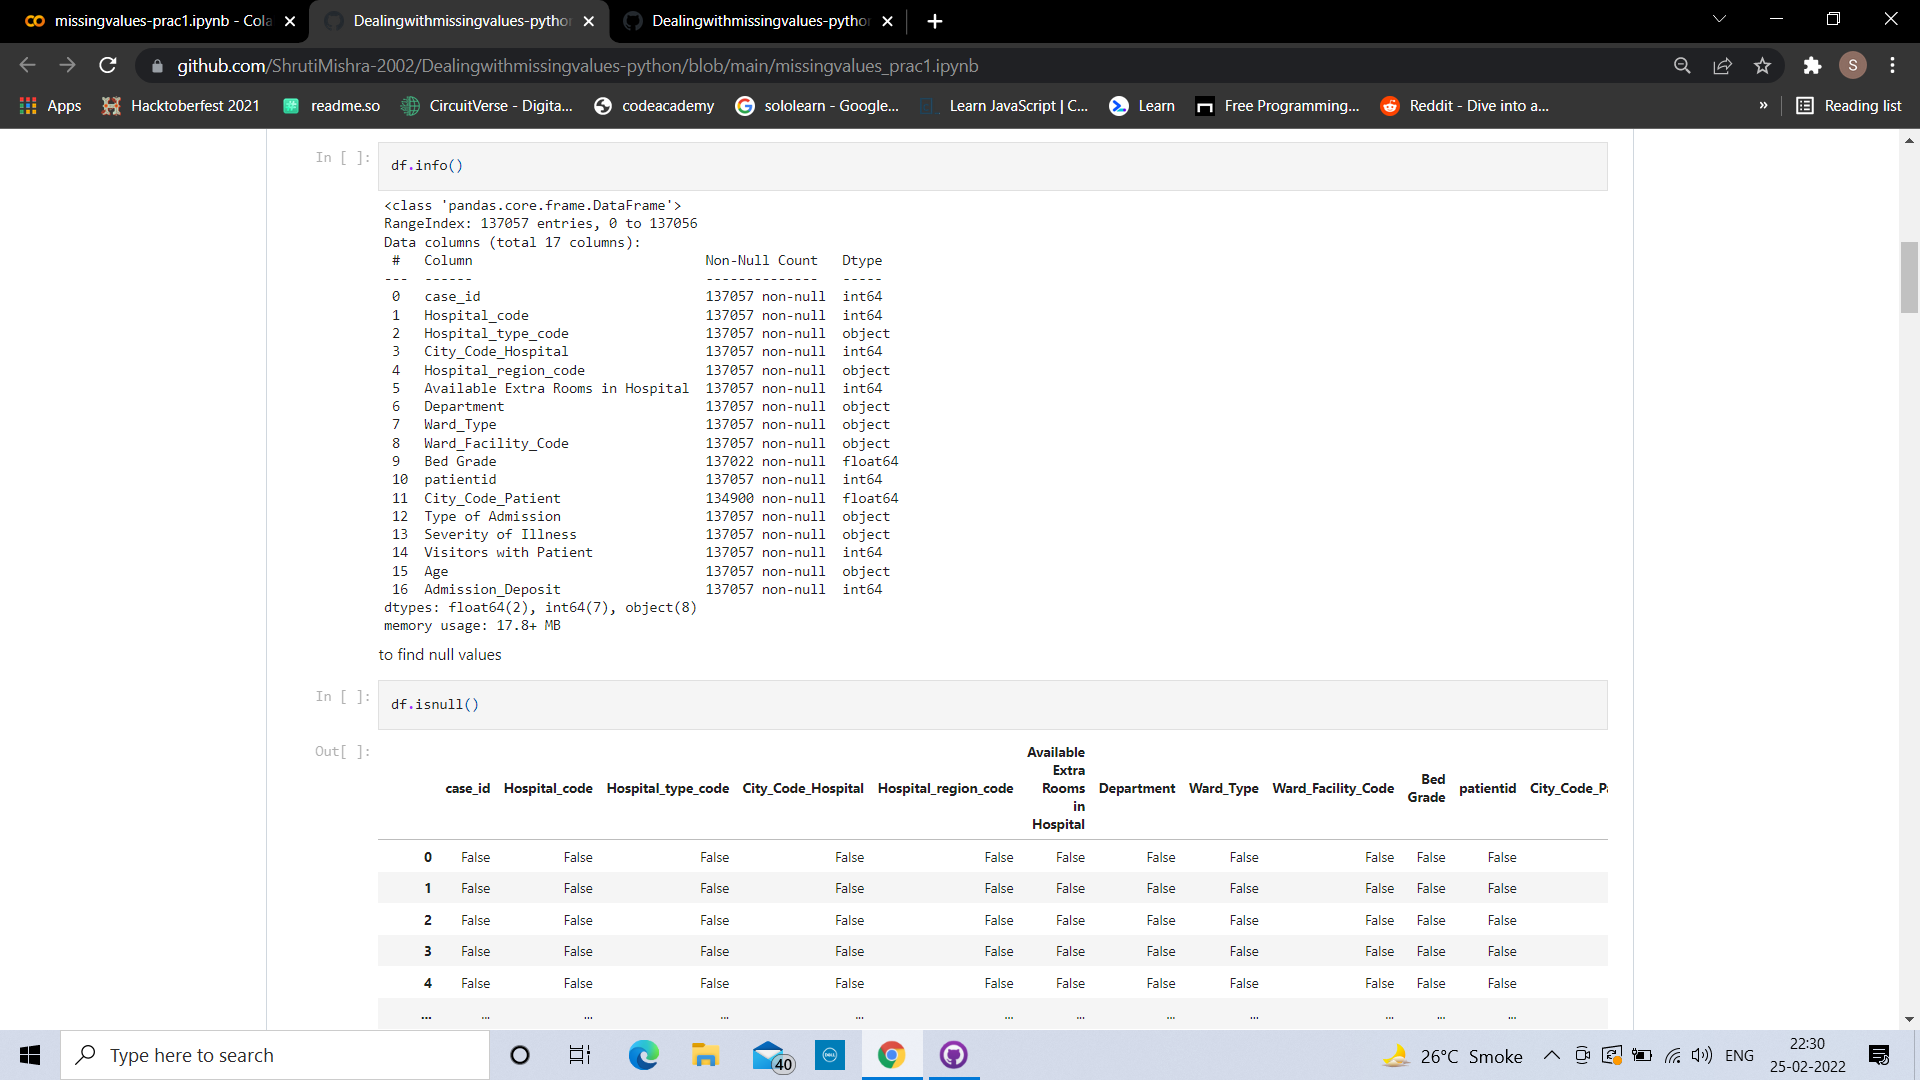 missingvalues-prac1.ipynb - Cola
Dealingwithmissingvalues-python
Dealingwithmissingvalues-python
github.com/ShrutiMishra-2002/Dealingwithmissingvalues-python/blob/main/missingvalues_prac1.ipynb
S
Apps Hacktoberfest 2021 readme.so CircuitVerse - Digita... codeacademy sololearn - Google... Learn JavaScript | C... Learn Free Programming... Reddit - Dive into a... » Reading list
In [ ]: df.info()
<class 'pandas.core.frame.DataFrame'>
RangeIndex: 137057 entries, 0 to 137056
Data columns (total 17 columns):
# Column Non-Null Count Dtype
--- ------ -------------- -----
0 case_id 137057 non-null int64
1 Hospital_code 137057 non-null int64
2 Hospital_type_code 137057 non-null object
3 City_Code_Hospital 137057 non-null int64
4 Hospital_region_code 137057 non-null object
5 Available Extra Rooms in Hospital 137057 non-null int64
6 Department 137057 non-null object
7 Ward_Type 137057 non-null object
8 Ward_Facility_Code 137057 non-null object
9 Bed Grade 137022 non-null float64
10 patientid 137057 non-null int64
11 City_Code_Patient 134900 non-null float64
12 Type of Admission 137057 non-null object
13 Severity of Illness 137057 non-null object
14 Visitors with Patient 137057 non-null int64
15 Age 137057 non-null object
16 Admission_Deposit 137057 non-null int64
dtypes: float64(2), int64(7), object(8)
memory usage: 17.8+ MB
to find null values
In [ ]: df.isnull()
Out[ ]:
case_id Hospital_code Hospital_type_code City_Code_Hospital Hospital_region_code Available Extra Rooms in Hospital Department Ward_Type Ward_Facility_Code Bed Grade patientid City_Code_Pa
0 False False False False False False False False False False False
1 False False False False False False False False False False False
2 False False False False False False False False False False False
3 False False False False False False False False False False False
4 False False False False False False False False False False False
... ... ... ... ... ... ... ... ... ... ... ...
Type here to search
40
DELL
26°C Smoke
ENG
22:30
25-02-2022